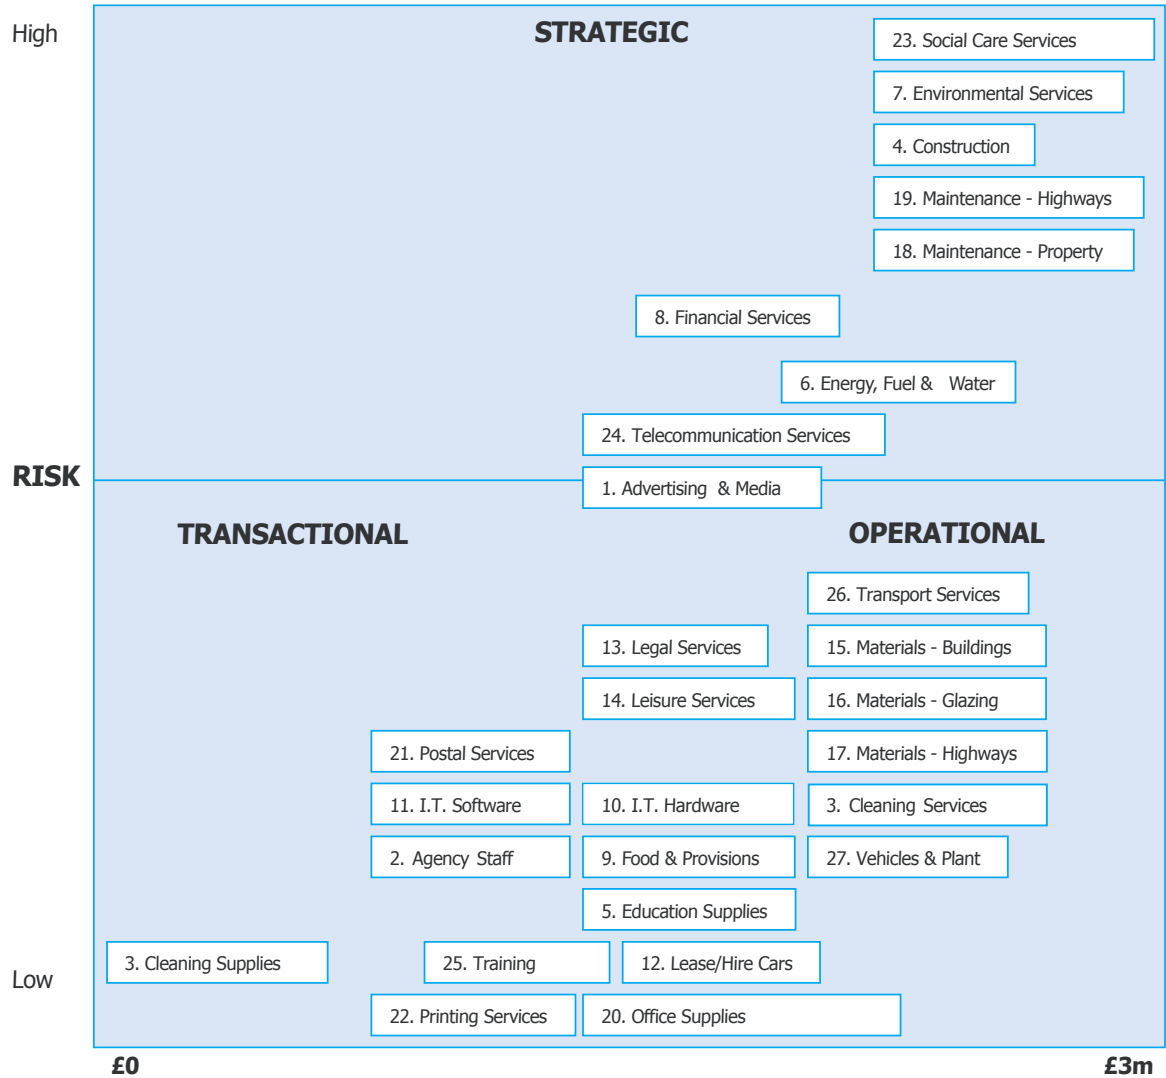 High
STRATEGIC
23. Social Care Services
7. Environmental Services
4. Construction
19. Maintenance - Highways
18. Maintenance - Property
8. Financial Services
6. Energy, Fuel & Water
24. Telecommunication Services
RISK
1. Advertising & Media
TRANSACTIONAL
OPERATIONAL
26. Transport Services
13. Legal Services
15. Materials - Buildings
14. Leisure Services
16. Materials - Glazing
21. Postal Services
17. Materials - Highways
11. I.T. Software
10. I.T. Hardware
3. Cleaning Services
2. Agency Staff
9. Food & Provisions
27. Vehicles & Plant
5. Education Supplies
3. Cleaning Supplies
25. Training
12. Lease/Hire Cars
Low
22. Printing Services
20. Office Supplies
£0
£3m